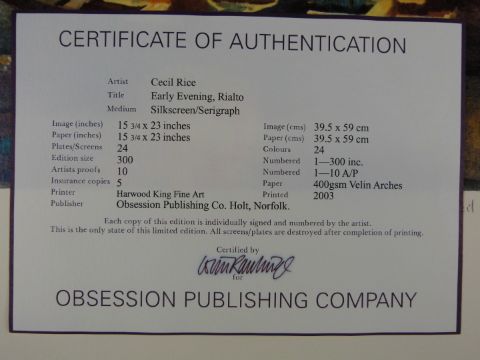 CERTIFICATE OF AUTHENTICATION
Artist Cecil Rice
Title Early Evening, Rialto
Medium Silkscreen/Serigraph
Image (inches) 15 3/4 x 23 inches Image (cms) 39.5 x 59 cm
Paper (inches) 15 3/4 x 23 inches Paper (cms) 39.5 x 59 cm
Plates/Screens 24 Colours 24
Edition size 300 Numbered 1—300 inc.
Artists proofs 10 Numbered 1—10 A/P
Insurance copies 5 Paper 400gsm Velin Arches
Printer Harwood King Fine Art Printed 2003
Publisher Obsession Publishing Co. Holt, Norfolk.
Each copy of this edition is individually signed and numbered by the artist.
This is the only state of this limited edition. All screens/plates are destroyed after completion of printing.
Certified by
for
OBSESSION PUBLISHING COMPANY